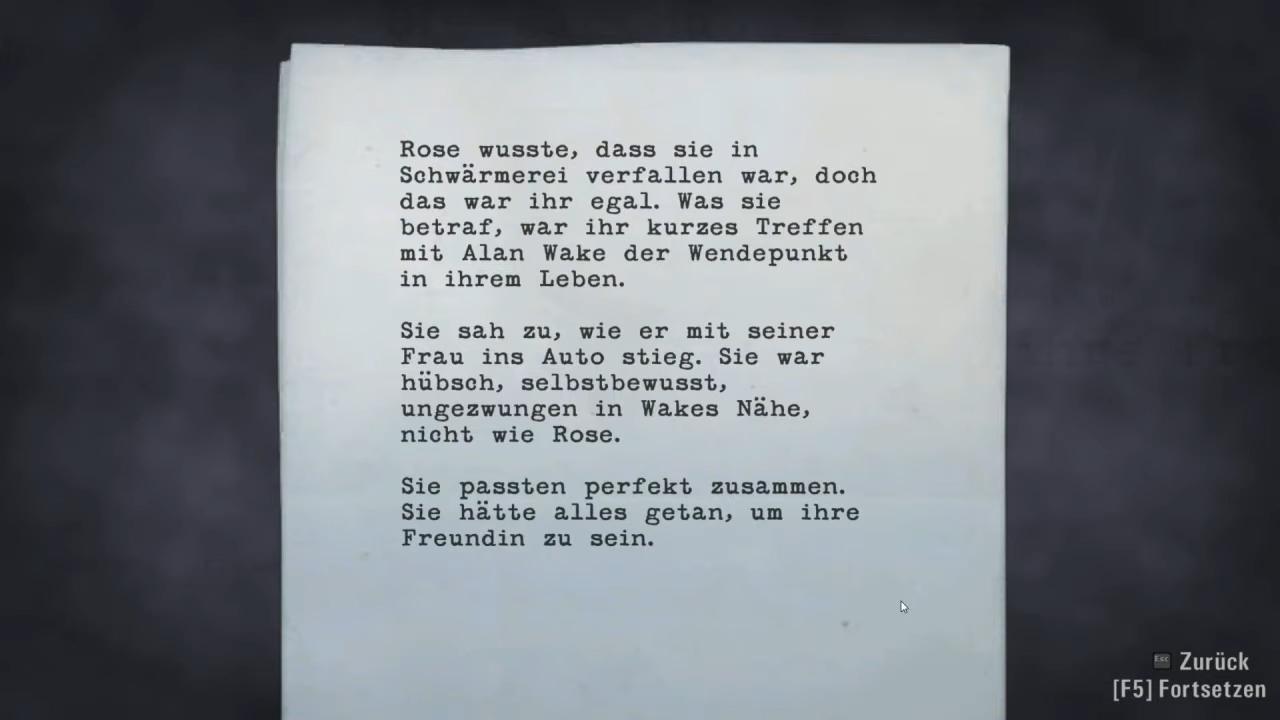 Rose wusste, dass sie in
Schwärmerei verfallen war, doch
das war ihr egal. Was sie
betraf, war ihr kurzes Treffen
mit Alan Wake der Wendepunkt
in ihrem Leben.
Sie sah zu, wie er mit seiner
Frau ins Auto stieg. Sie war
hübsch, selbstbewusst,
ungezwungen in Wakes Nähe,
nicht wie Rose.
Sie passten perfekt zusammen.
Sie hätte alles getan, um ihre
Freundin zu sein.
Esc Zurück
[F5] Fortsetzen